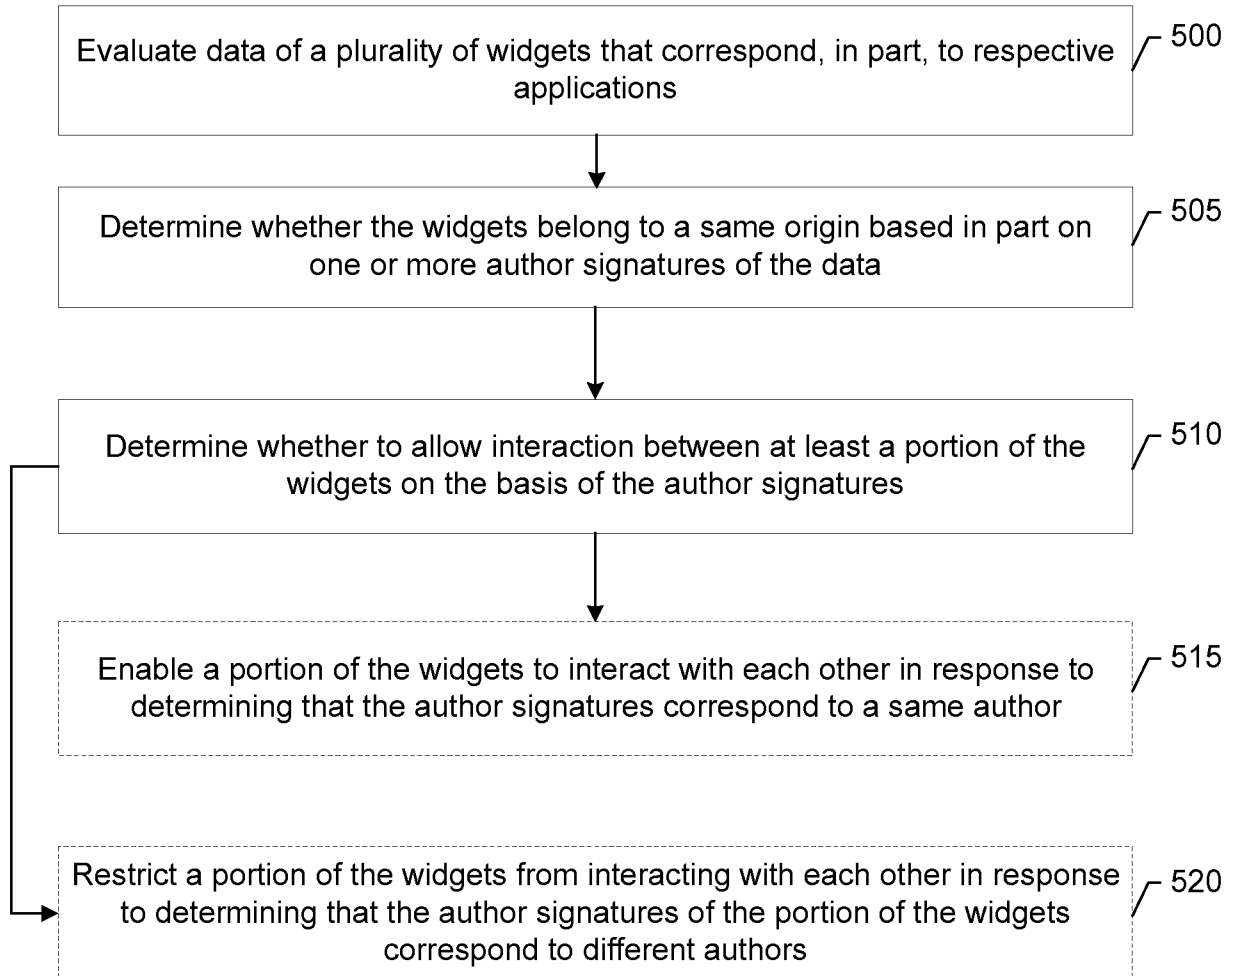 Evaluate data of a plurality of widgets that correspond, in part, to respective
applications
500
Determine whether the widgets belong to a same origin based in part on
one or more author signatures of the data
505
Determine whether to allow interaction between at least a portion of the
widgets on the basis of the author signatures
510
Enable a portion of the widgets to interact with each other in response to
determining that the author signatures correspond to a same author
515
Restrict a portion of the widgets from interacting with each other in response
to determining that the author signatures of the portion of the widgets
correspond to different authors
520